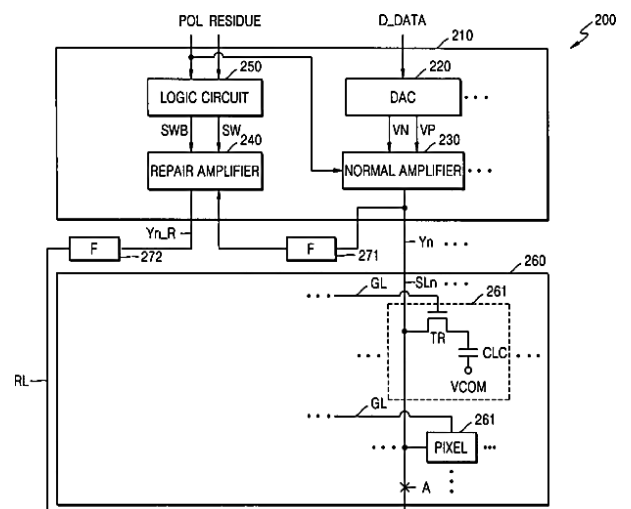 POL RESIDUE D_DATA 200
210
250 220
LOGIC CIRCUIT DAC . . .
SWB SW 240 VN VP 230
REPAIR AMPLIFIER NORMAL AMPLIFIER . . .
Yn_R Yn . . .
F 272 F 271
260
GL SLn . . . 261
. . .
TR
CLC
. . . . . .
VCOM
RL
GL 261
. . .
. . . . PIXEL . . .
A